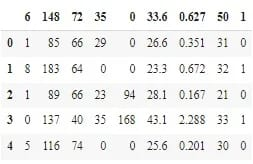 6 148 72 35 0 33.6 0.627 50 1
0 1 85 66 29 0 26.6 0.351 31 0
1 8 183 64 0 0 23.3 0.672 32 1
2 1 89 66 23 94 28.1 0.167 21 0
3 0 137 40 35 168 43.1 2.288 33 1
4 5 116 74 0 0 25.6 0.201 30 0